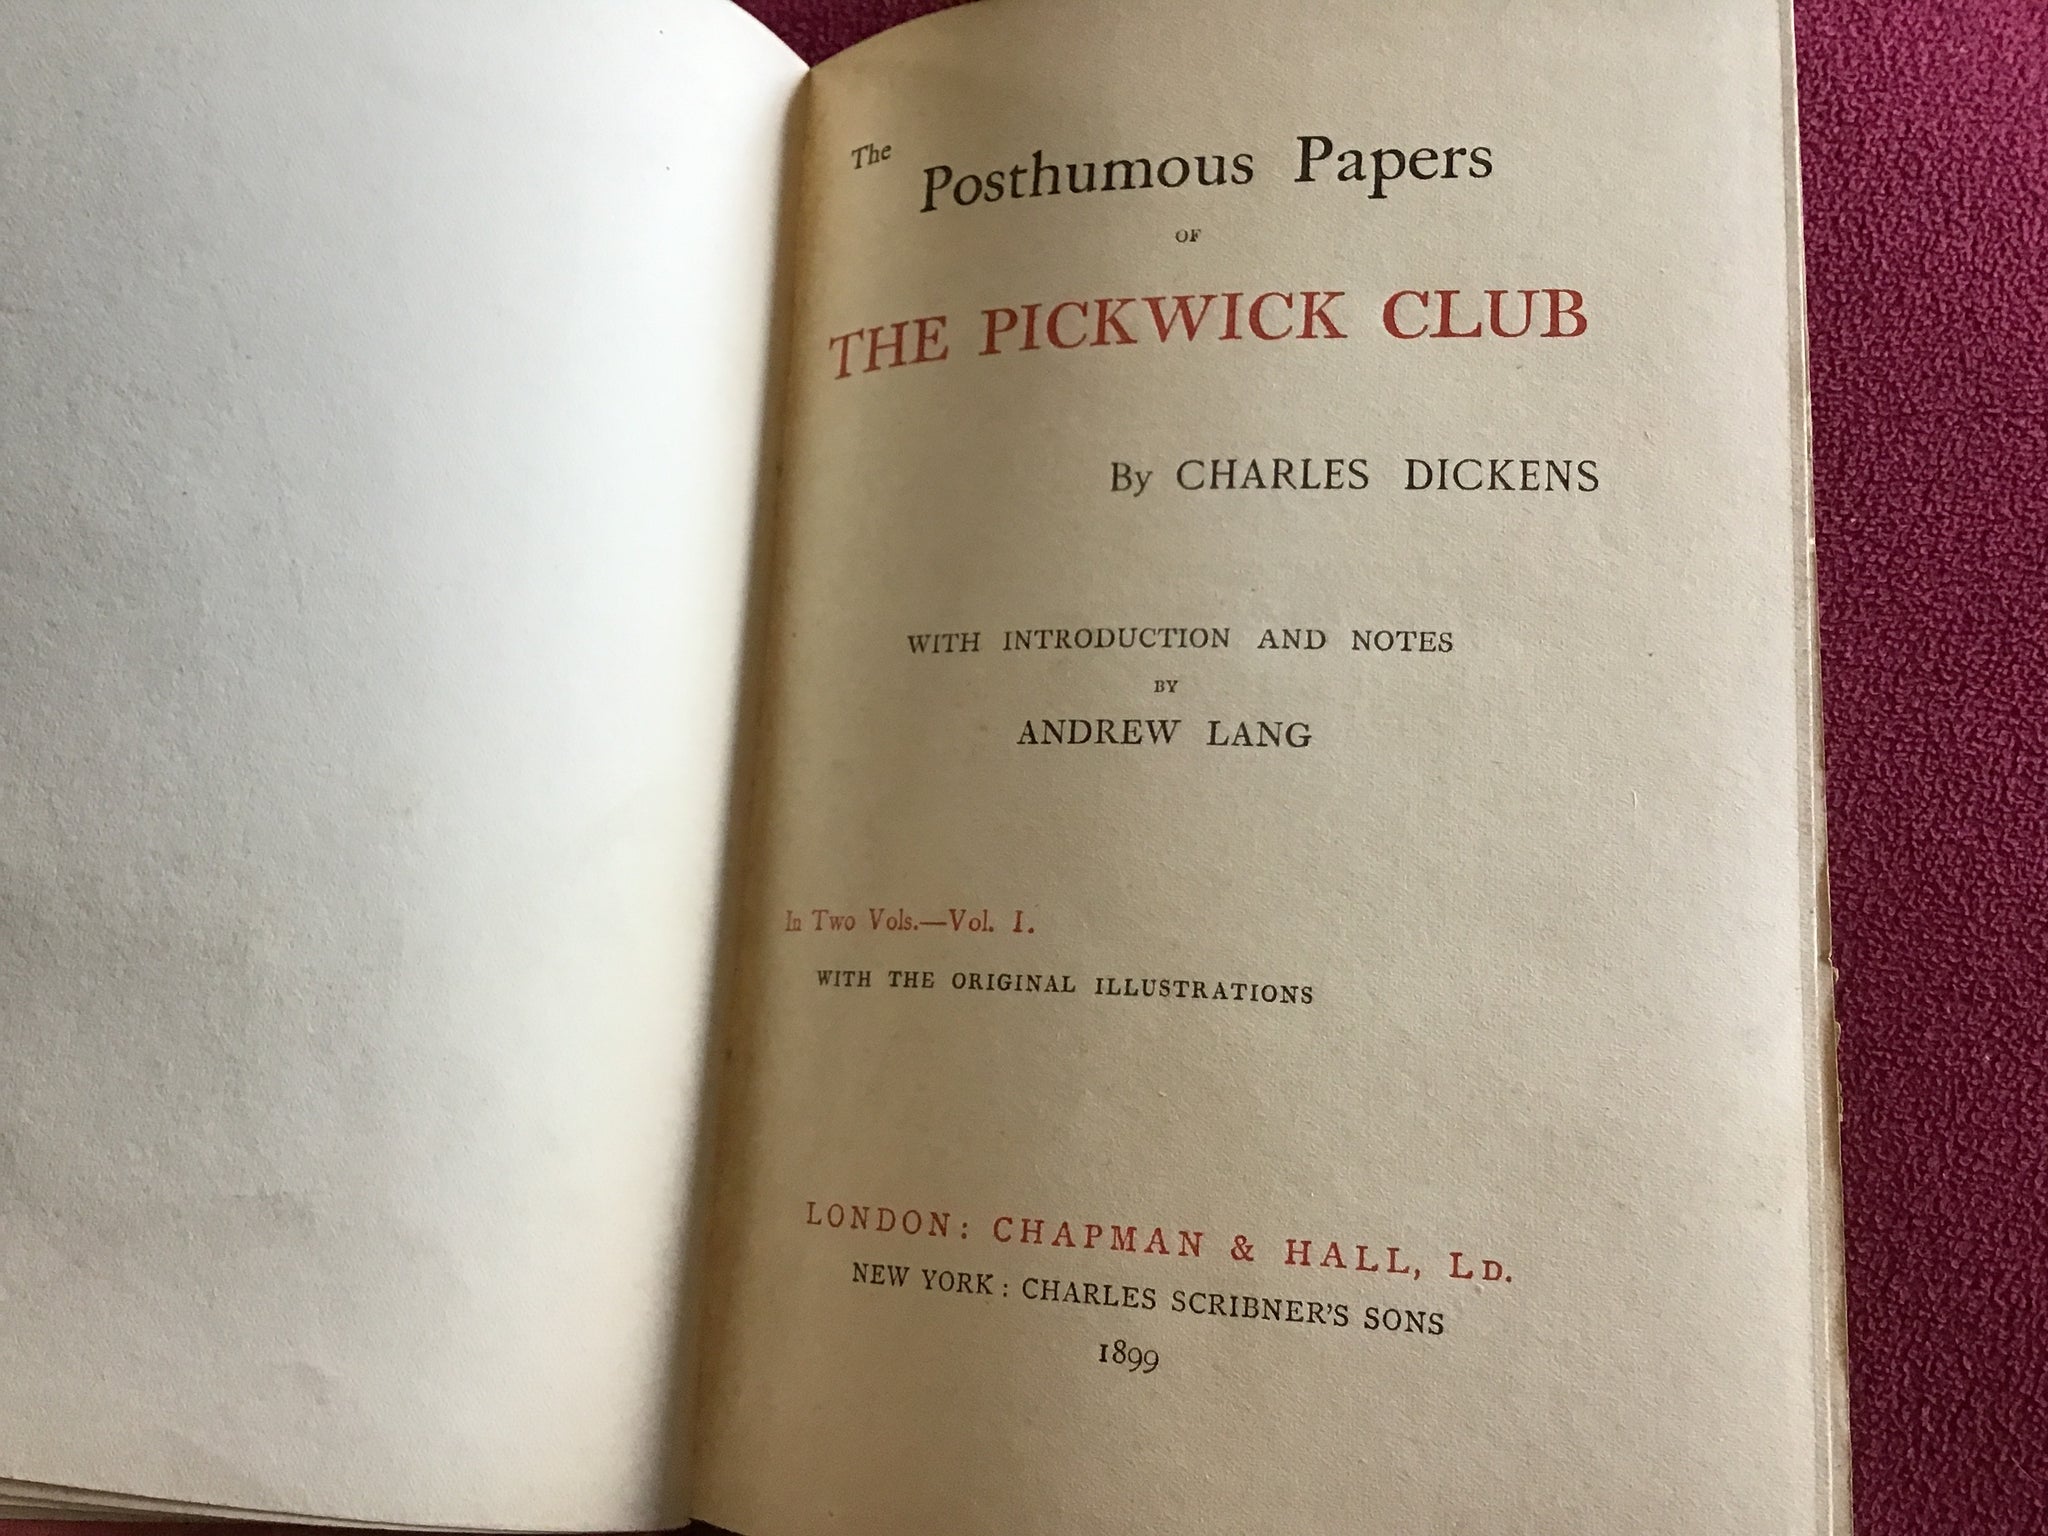 The Posthumous Papers
OF
THE PICKWICK CLUB
By CHARLES DICKENS
WITH INTRODUCTION AND NOTES
BY
ANDREW LANG
In Two Vols.—Vol. I.
WITH THE ORIGINAL ILLUSTRATIONS
LONDON: CHAPMAN & HALL, LD.
NEW YORK: CHARLES SCRIBNER'S SONS
1899